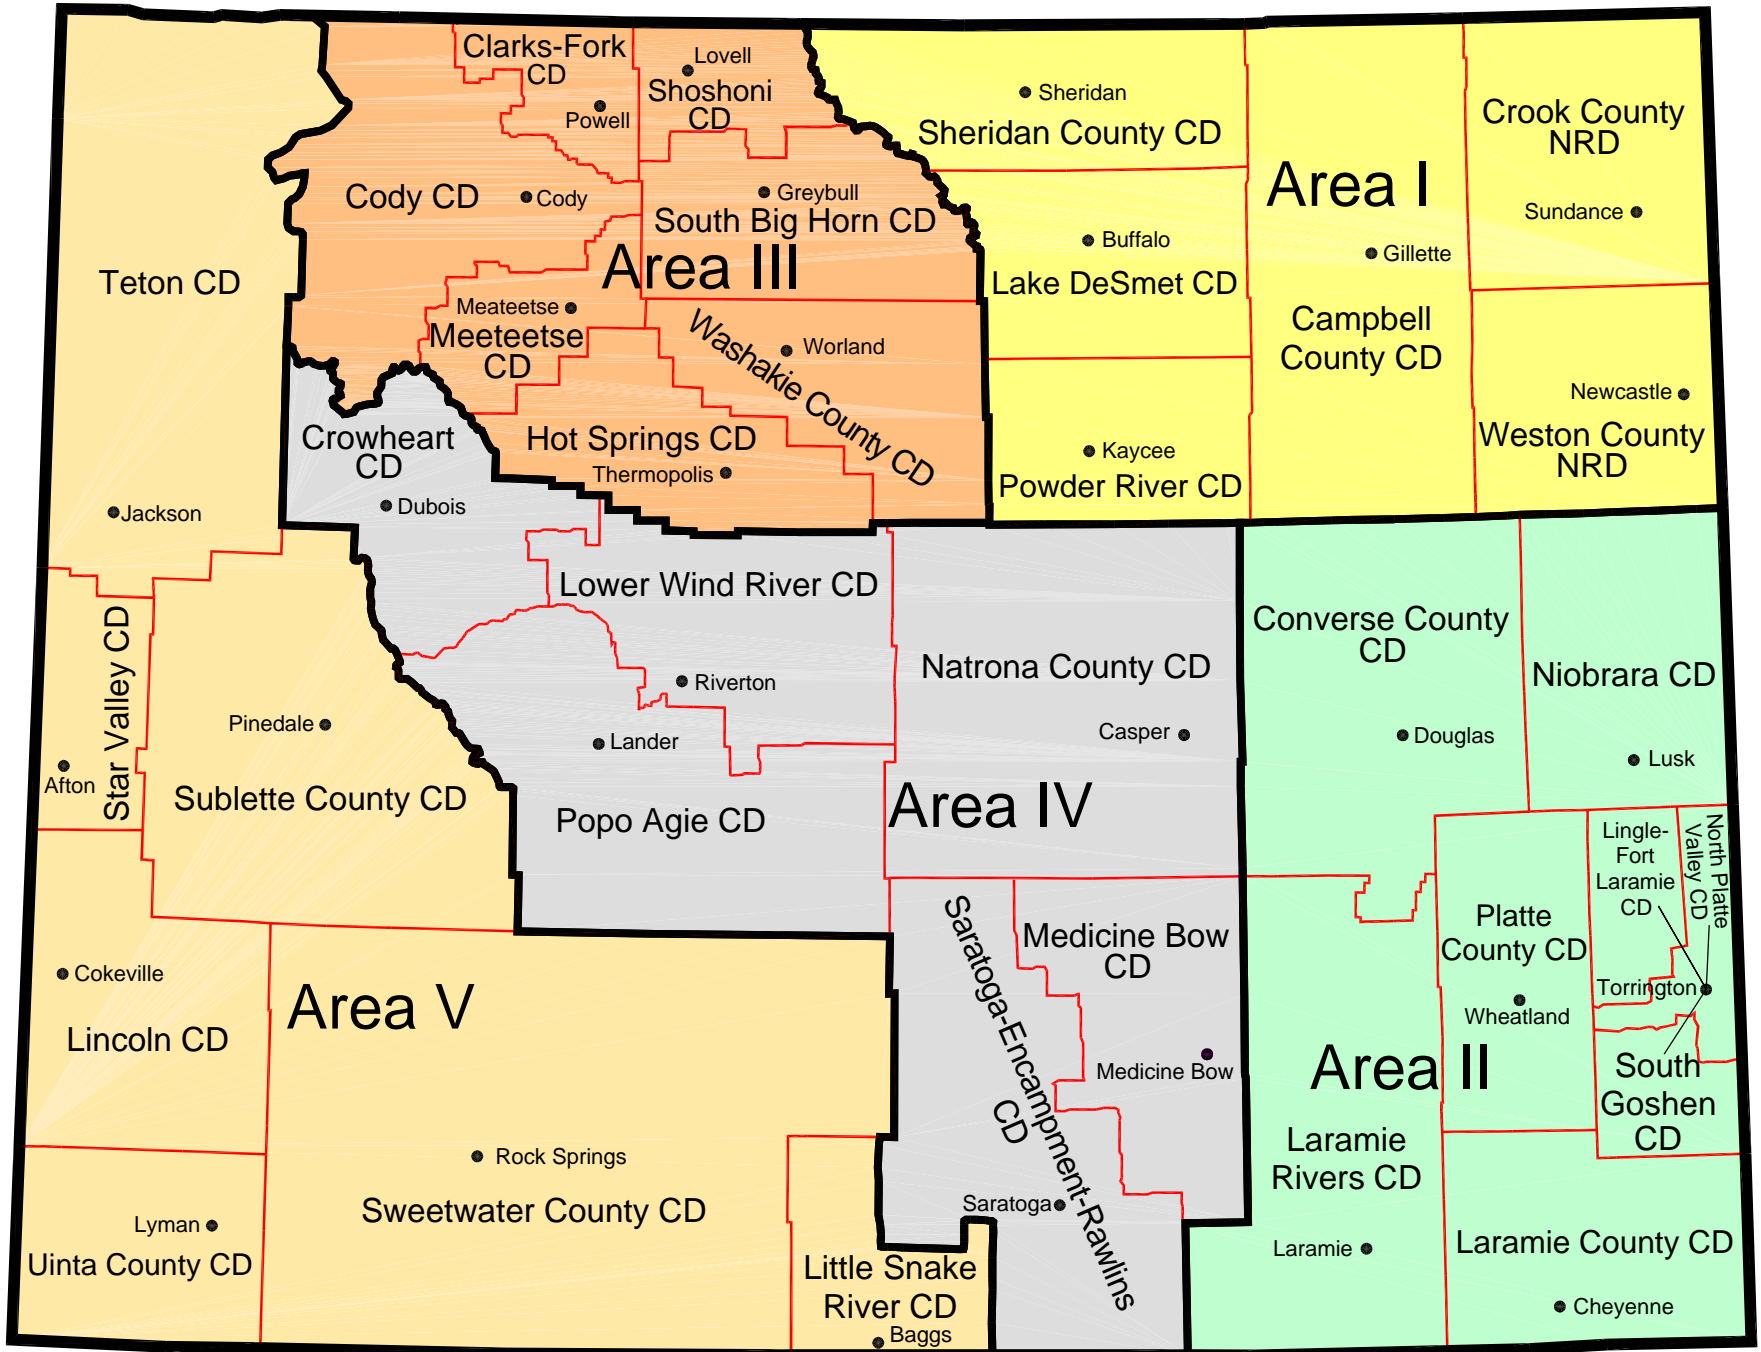 Clarks-Fork
CD
Powell
Lovell
Shoshoni
CD
Cody CD
Cody
Greybull
South Big Horn CD
Area III
Meateetse
Meeteetse
CD
Washakie County CD
Worland
Hot Springs CD
Thermopolis
Sheridan
Sheridan County CD
Area I
Crook County
NRD
Sundance
Buffalo
Lake DeSmet CD
Gillette
Campbell
County CD
Newcastle
Weston County
NRD
Kaycee
Powder River CD
Teton CD
Jackson
Crowheart
CD
Dubois
Lower Wind River CD
Riverton
Lander
Popo Agie CD
Natrona County CD
Casper
Area IV
Saratoga-Encampment-Rawlins
CD
Saratoga
Medicine Bow
CD
Medicine Bow
Converse County
CD
Douglas
Niobrara CD
Lusk
Lingle-
Fort
Laramie
CD
North Platte
Valley CD
Platte
County CD
Wheatland
Torrington
Area II
South
Goshen
CD
Laramie
Rivers CD
Laramie
Laramie County CD
Cheyenne
Star Valley CD
Afton
Pinedale
Sublette County CD
Cokeville
Lincoln CD
Area V
Rock Springs
Sweetwater County CD
Lyman
Uinta County CD
Little Snake
River CD
Baggs